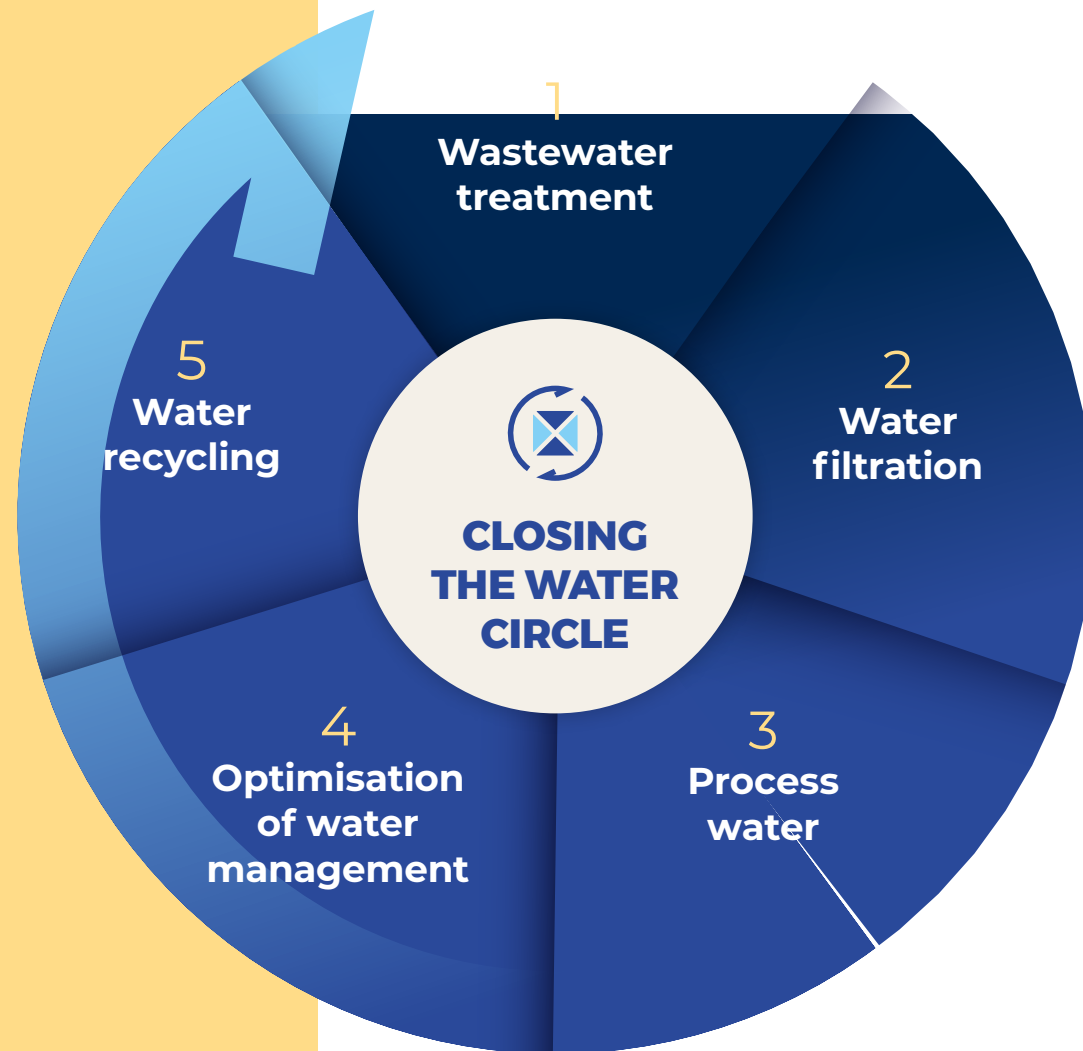 1
Wastewater
treatment
2
Water
filtration
3
Process
water
4
Optimisation
of water
management
5
Water
recycling
CLOSING
THE WATER
CIRCLE